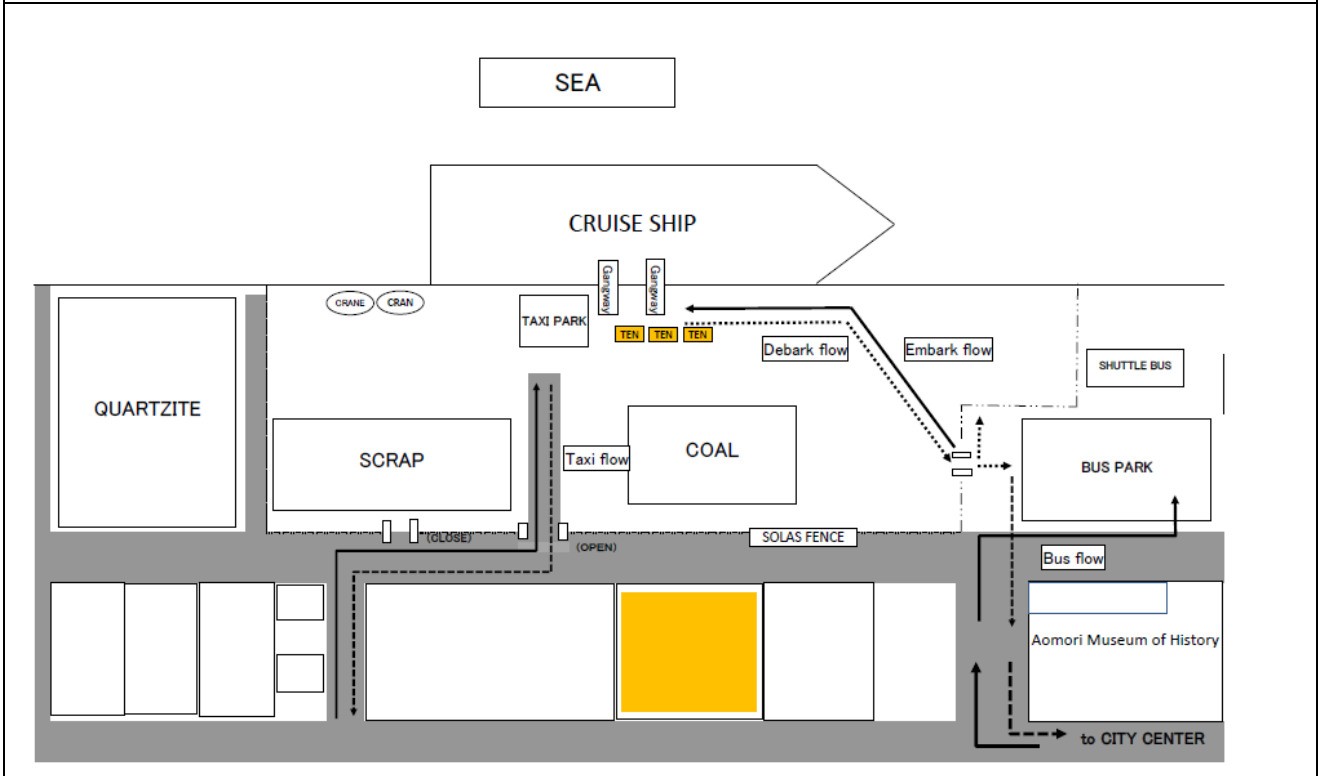 SEA
CRUISE SHIP
Gangway
Gangway
CRANE
CRAN
TAXI PARK
TEN
TEN
TEN
Debark flow
Embark flow
SHUTTLE BUS
QUARTZITE
SCRAP
Taxi flow
COAL
BUS PARK
(CLOSE)
(OPEN)
SOLAS FENCE
Bus flow
Aomori Museum of History
to CITY CENTER